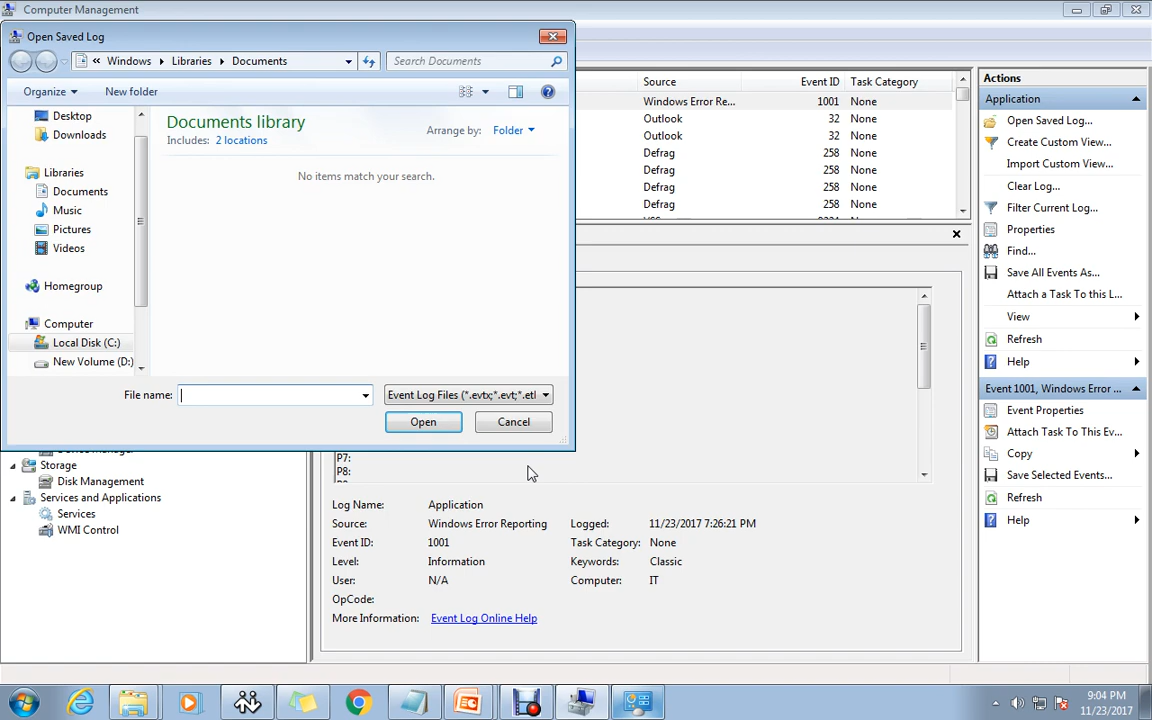 Computer Management
Open Saved Log
« Windows Libraries Documents
Search Documents
Organize
New folder
Desktop
Downloads
Libraries
Documents
Music
Pictures
Videos
Homegroup
Computer
Local Disk (C:)
New Volume (D:)
Documents library
Includes: 2 locations
Arrange by: Folder
No items match your search.
File name:
Event Log Files (*.evtx;*.evt;*.etl
Open
Cancel
Source Event ID Task Category
Windows Error Re... 1001 None
Outlook 32 None
Outlook 32 None
Defrag 258 None
Defrag 258 None
Defrag 258 None
Defrag 258 None
P7:
P8:
Log Name: Application
Source: Windows Error Reporting Logged: 11/23/2017 7:26:21 PM
Event ID: 1001 Task Category: None
Level: Information Keywords: Classic
User: N/A Computer: IT
OpCode:
More Information: Event Log Online Help
Storage
Disk Management
Services and Applications
Services
WMI Control
Actions
Application
Open Saved Log...
Create Custom View...
Import Custom View...
Clear Log...
Filter Current Log...
Properties
Find...
Save All Events As...
Attach a Task To this L...
View
Refresh
Help
Event 1001, Windows Error ...
Event Properties
Attach Task To This Ev...
Copy
Save Selected Events...
Refresh
Help
9:04 PM
11/23/2017